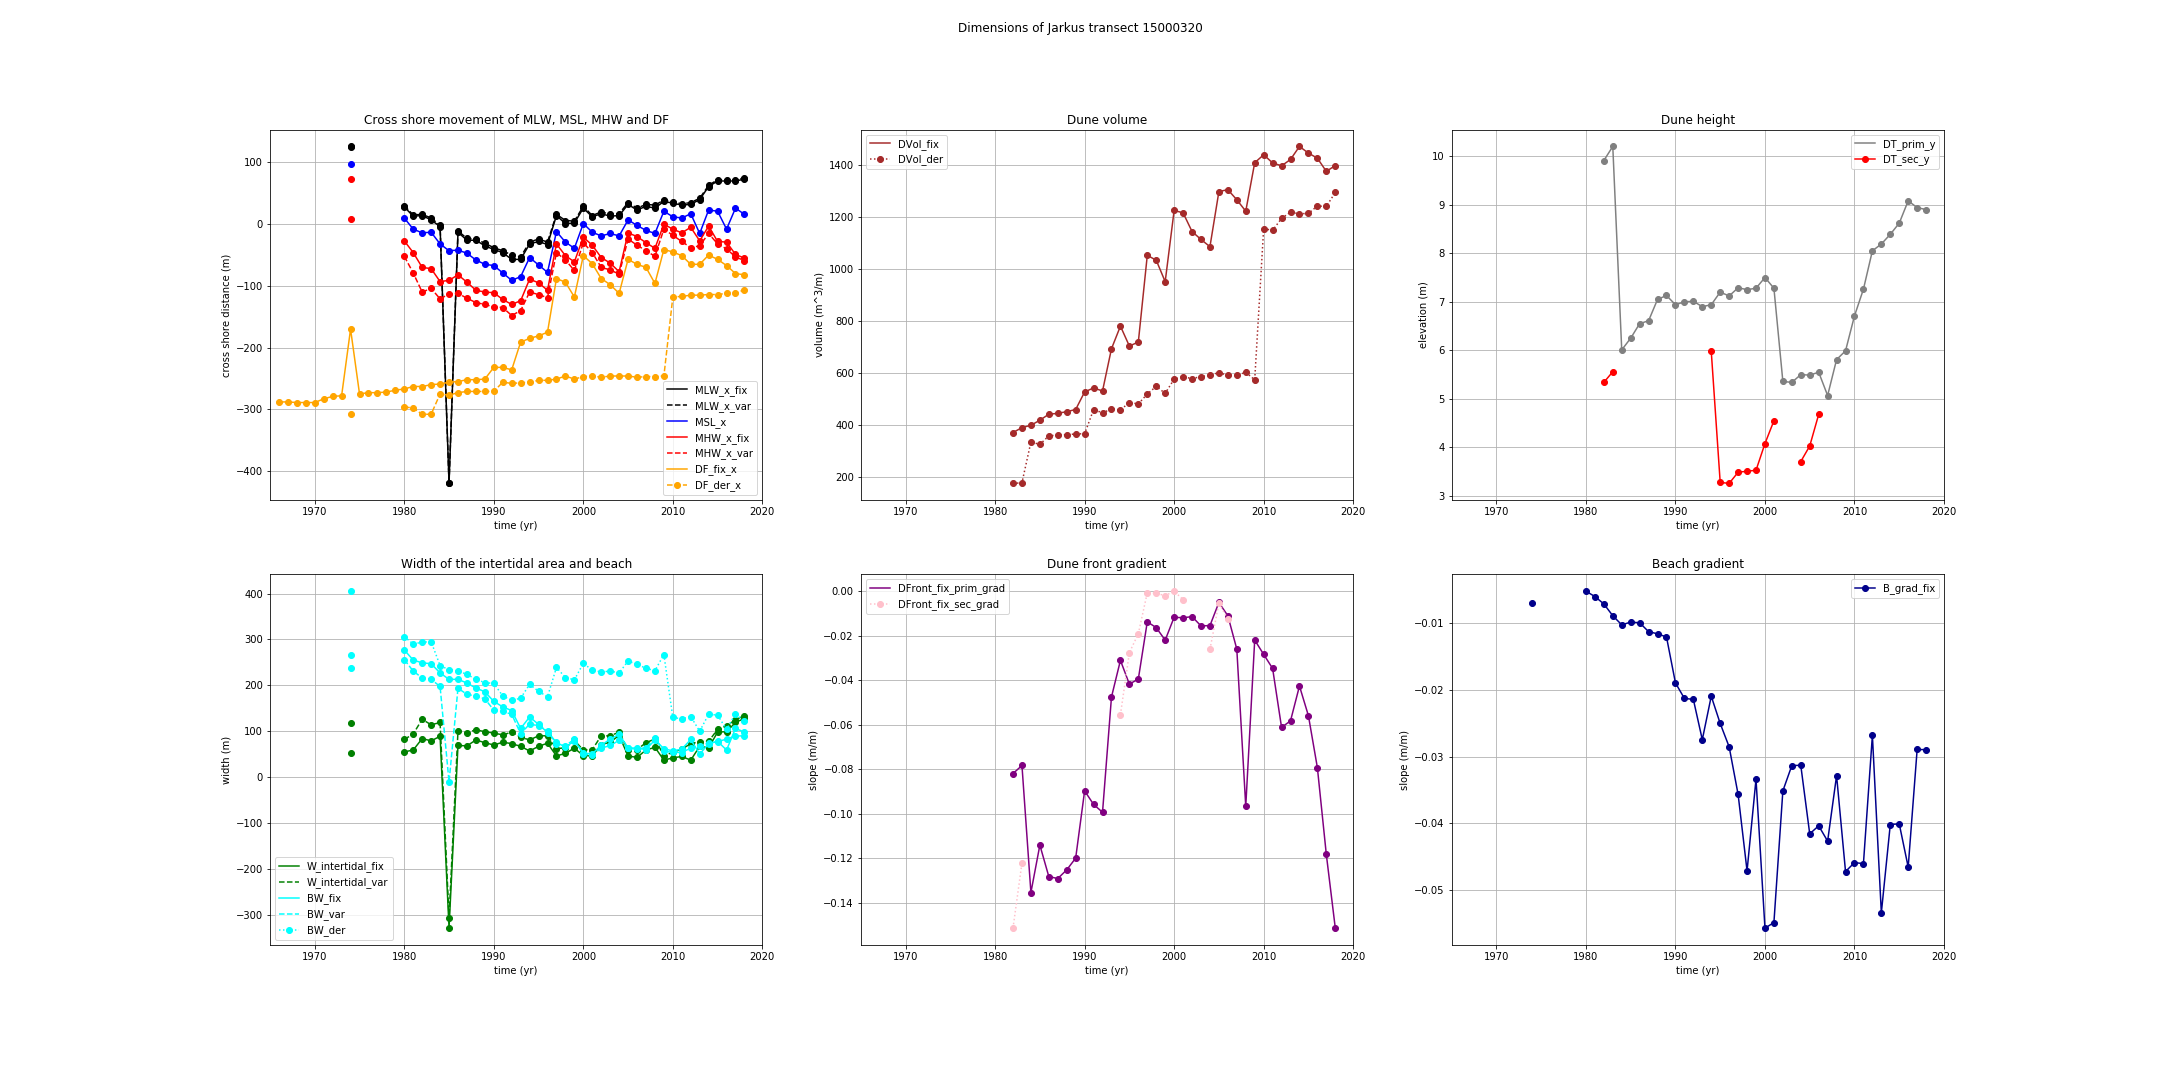 Dimensions of Jarkus transect 15000320
Cross shore movement of MLW, MSL, MHW and DF
cross shore distance (m)
100
0
−100
−200
−300
−400
1970
1980
1990
2000
2010
2020
time (yr)
MLW_x_fix
MLW_x_var
MSL_x
MHW_x_fix
MHW_x_var
DF_fix_x
DF_der_x
Dune volume
volume (m^3/m)
1400
1200
1000
800
600
400
200
1970
1980
1990
2000
2010
2020
time (yr)
DVol_fix
DVol_der
Dune height
elevation (m)
10
9
8
7
6
5
4
3
1970
1980
1990
2000
2010
2020
time (yr)
DT_prim_y
DT_sec_y
Width of the intertidal area and beach
width (m)
400
300
200
100
0
−100
−200
−300
1970
1980
1990
2000
2010
2020
time (yr)
W_intertidal_fix
W_intertidal_var
BW_fix
BW_var
BW_der
Dune front gradient
slope (m/m)
0.00
−0.02
−0.04
−0.06
−0.08
−0.10
−0.12
−0.14
1970
1980
1990
2000
2010
2020
time (yr)
DFront_fix_prim_grad
DFront_fix_sec_grad
Beach gradient
slope (m/m)
−0.01
−0.02
−0.03
−0.04
−0.05
1970
1980
1990
2000
2010
2020
time (yr)
B_grad_fix